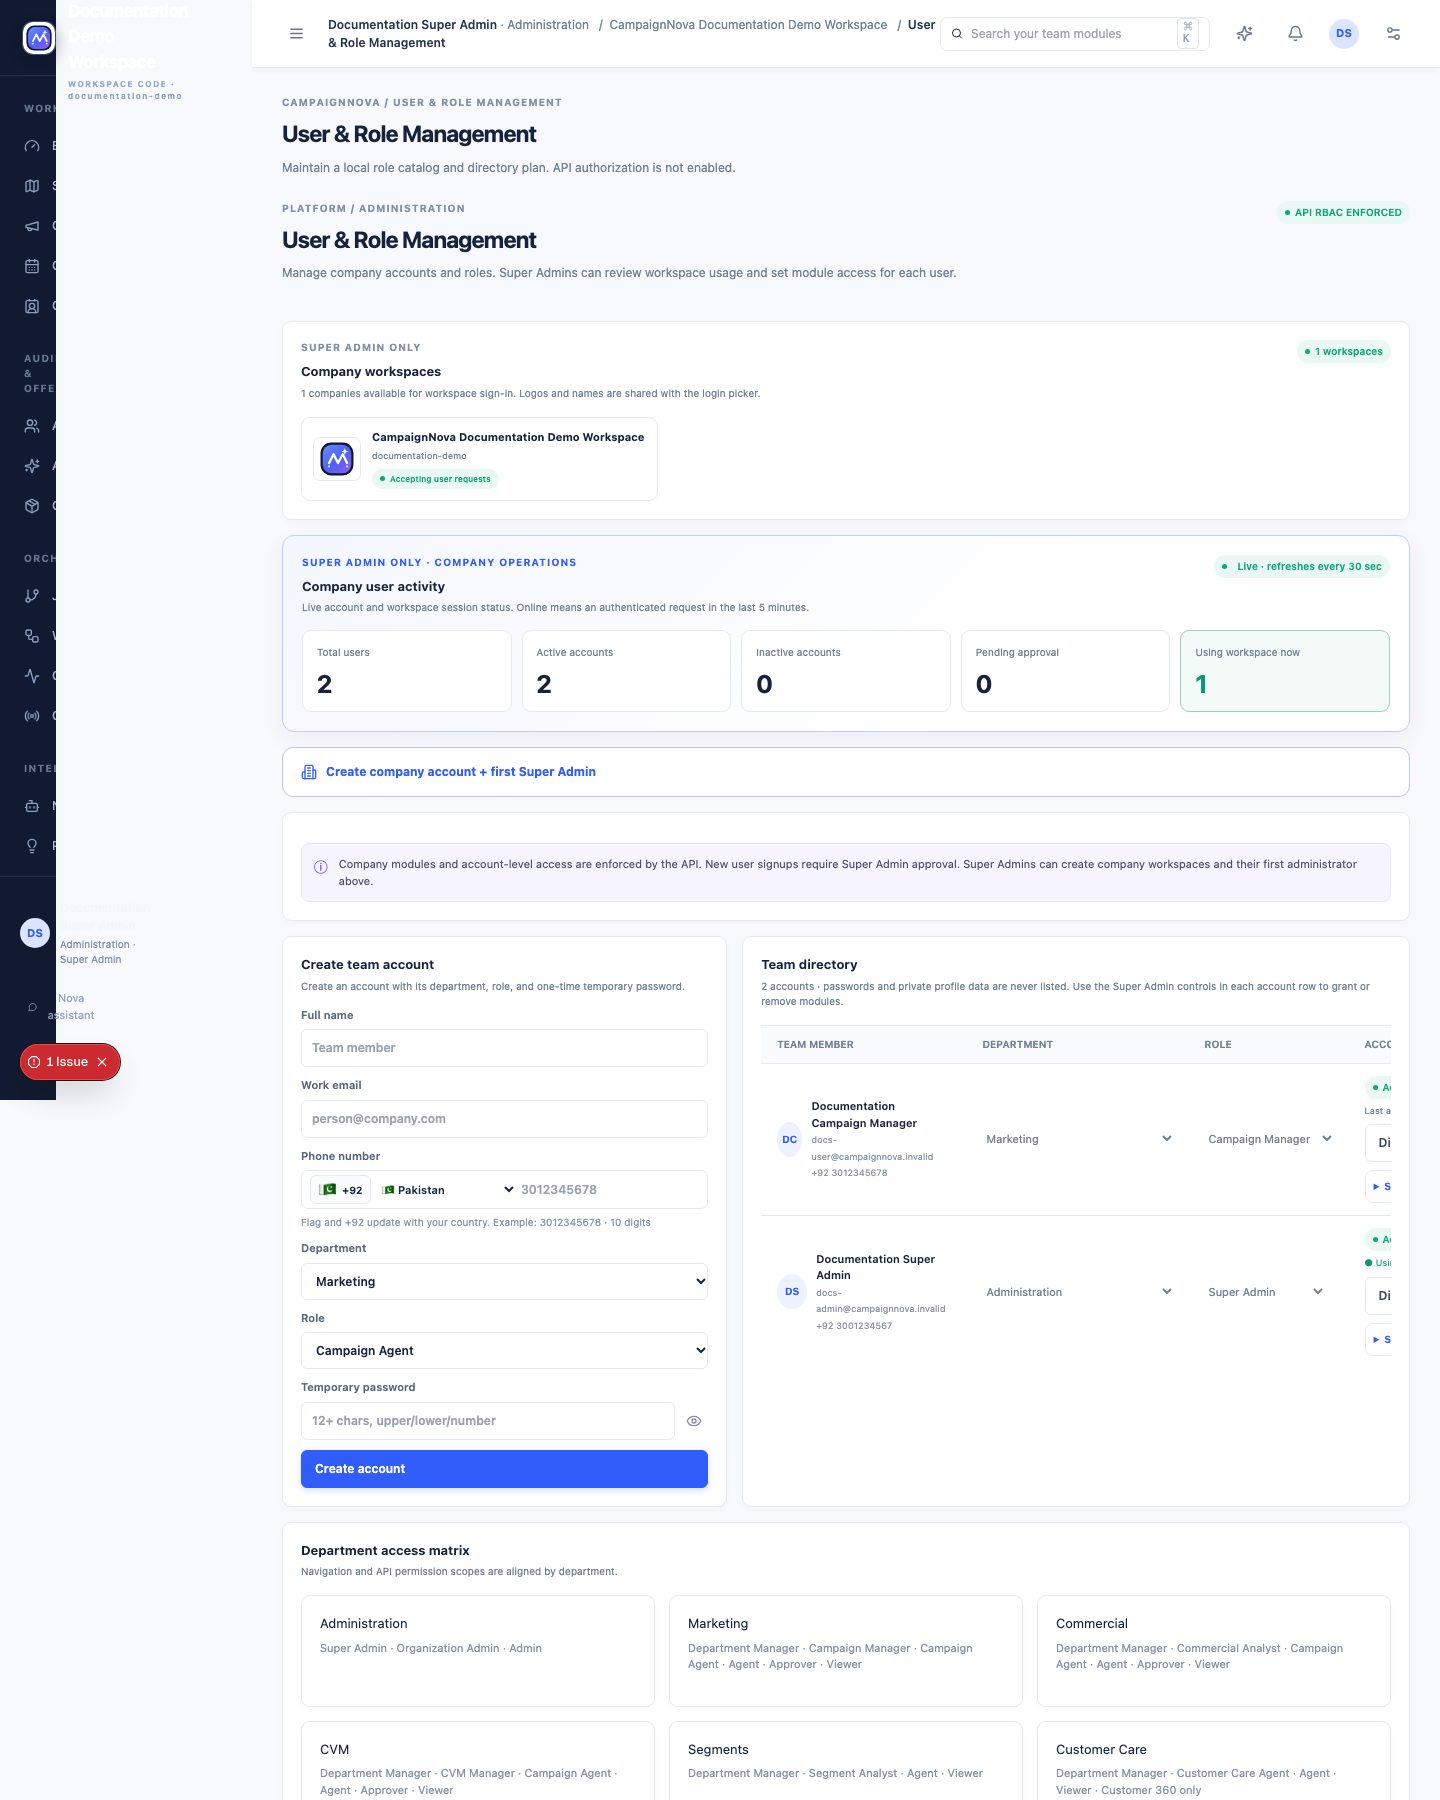 Documentation
Demo
Workspace
WORKSPACE CODE ·
documentation-demo
Documentation Super Admin · Administration / CampaignNova Documentation Demo Workspace / User
& Role Management
Search your team modules
⌘
K
DS
CAMPAIGNNOVA / USER & ROLE MANAGEMENT
User & Role Management
Maintain a local role catalog and directory plan. API authorization is not enabled.
PLATFORM / ADMINISTRATION
API RBAC ENFORCED
User & Role Management
Manage company accounts and roles. Super Admins can review workspace usage and set module access for each user.
SUPER ADMIN ONLY
1 workspaces
Company workspaces
1 companies available for workspace sign-in. Logos and names are shared with the login picker.
CampaignNova Documentation Demo Workspace
documentation-demo
Accepting user requests
SUPER ADMIN ONLY · COMPANY OPERATIONS
Live · refreshes every 30 sec
Company user activity
Live account and workspace session status. Online means an authenticated request in the last 5 minutes.
Total users
2
Active accounts
2
Inactive accounts
0
Pending approval
0
Using workspace now
1
Create company account + first Super Admin
Company modules and account-level access are enforced by the API. New user signups require Super Admin approval. Super Admins can create company workspaces and their first administrator
above.
DS
Administration ·
Super Admin
Nova
assistant
1 Issue
Create team account
Create an account with its department, role, and one-time temporary password.
Full name
Team member
Work email
person@company.com
Phone number
+92
Pakistan
3012345678
Flag and +92 update with your country. Example: 3012345678 · 10 digits
Department
Marketing
Role
Campaign Agent
Temporary password
12+ chars, upper/lower/number
Create account
Team directory
2 accounts · passwords and private profile data are never listed. Use the Super Admin controls in each account row to grant or
remove modules.
TEAM MEMBER DEPARTMENT ROLE
DC
Documentation
Campaign Manager
docs-
user@campaignnova.invalid
+92 3012345678
Marketing
Campaign Manager
Last a
Di
S
DS
Documentation Super
Admin
docs-
admin@campaignnova.invalid
+92 3001234567
Administration
Super Admin
Di
S
Department access matrix
Navigation and API permission scopes are aligned by department.
Administration
Super Admin · Organization Admin · Admin
Marketing
Department Manager · Campaign Manager · Campaign
Agent · Agent · Approver · Viewer
Commercial
Department Manager · Commercial Analyst · Campaign
Agent · Agent · Approver · Viewer
CVM
Department Manager · CVM Manager · Campaign Agent ·
Agent · Approver · Viewer
Segments
Department Manager · Segment Analyst · Agent · Viewer
Customer Care
Department Manager · Customer Care Agent · Agent ·
Viewer · Customer 360 only